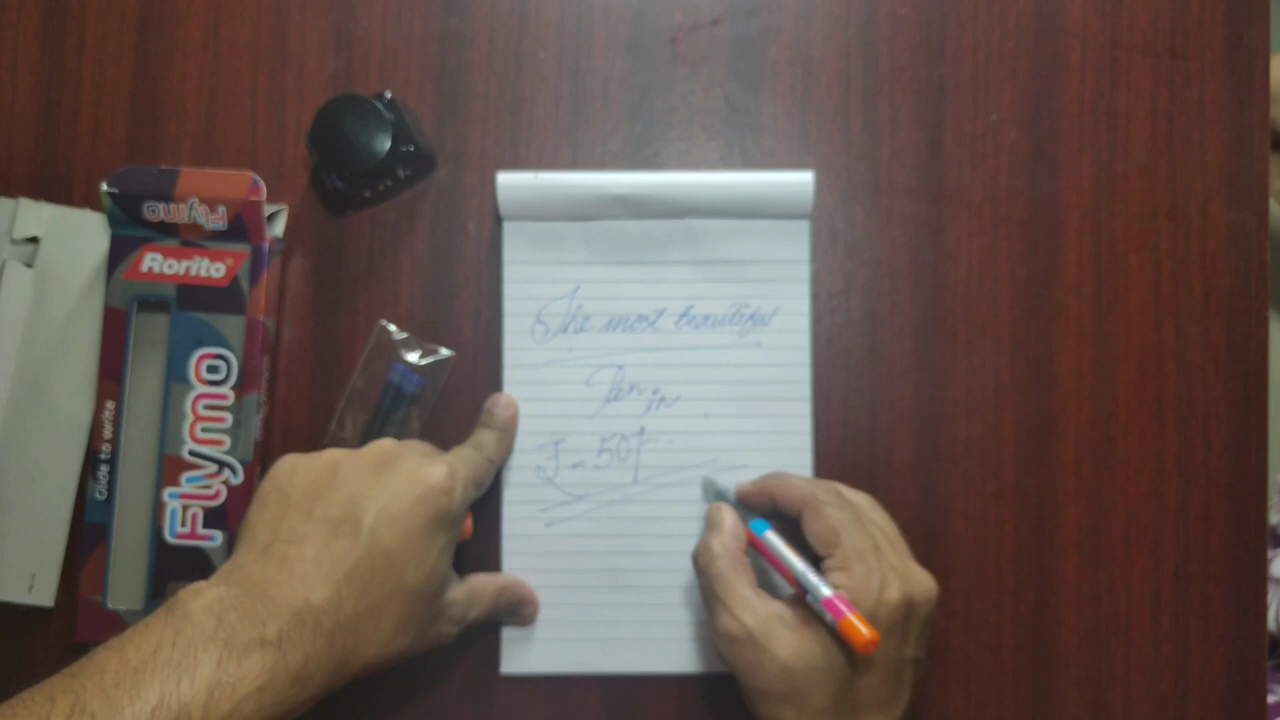 Flymo
Rorito
Flymo
Glide to write
The most beautiful
Pen in
₹-50/-